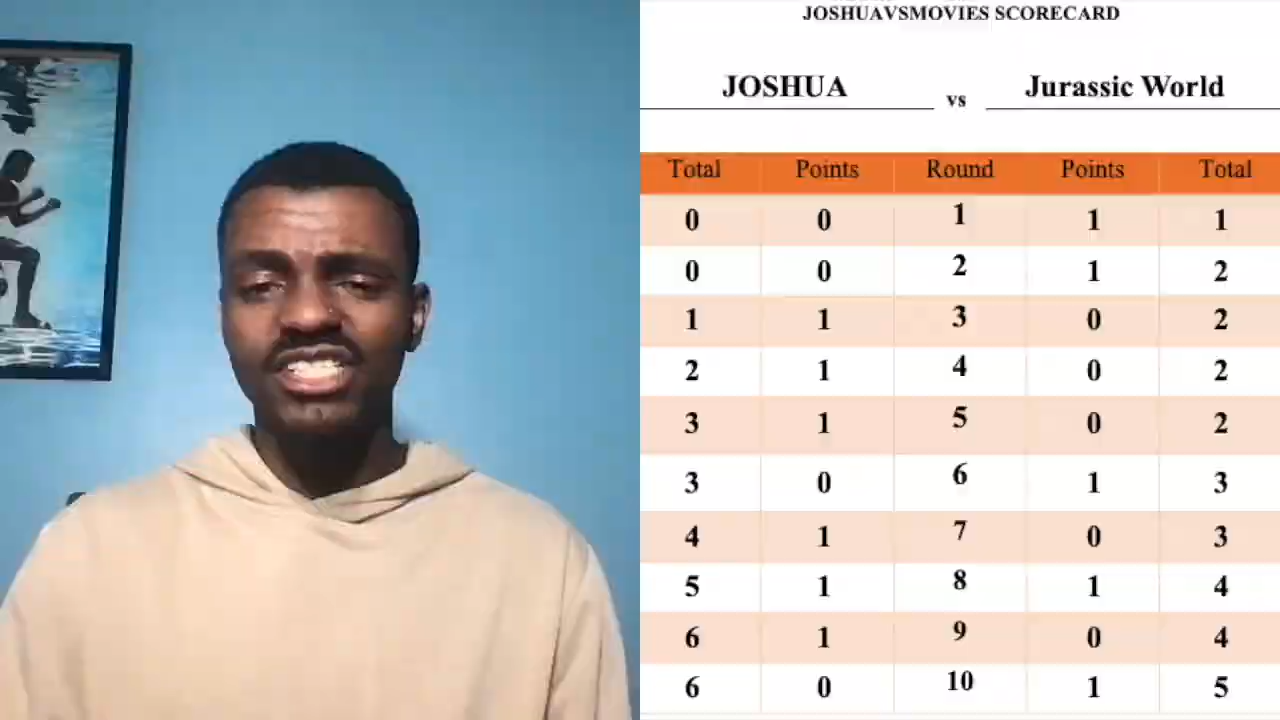 JOSHUAVSMOVIES SCORECARD
JOSHUA vs Jurassic World
Total Points Round Points Total
0 0 1 1 1
0 0 2 1 2
1 1 3 0 2
2 1 4 0 2
3 1 5 0 2
3 0 6 1 3
4 1 7 0 3
5 1 8 1 4
6 1 9 0 4
6 0 10 1 5